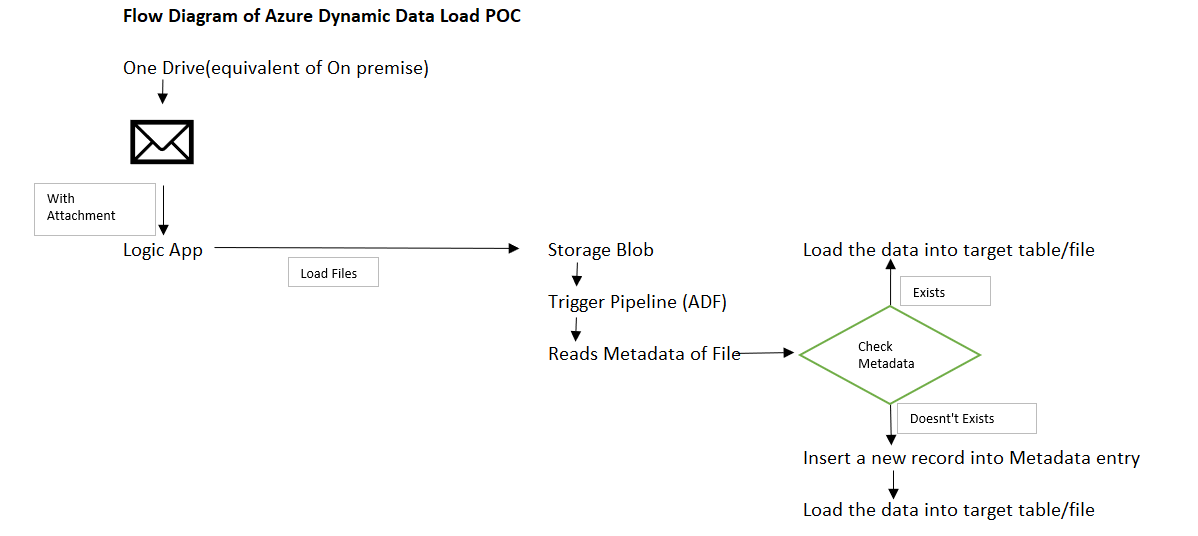 Flow Diagram of Azure Dynamic Data Load POC
One Drive(equivalent of On premise)
With
Attachment
Logic App
Load Files
Storage Blob
Trigger Pipeline (ADF)
Reads Metadata of File
Load the data into target table/file
Exists
Check
Metadata
Doesnt't Exists
Insert a new record into Metadata entry
Load the data into target table/file